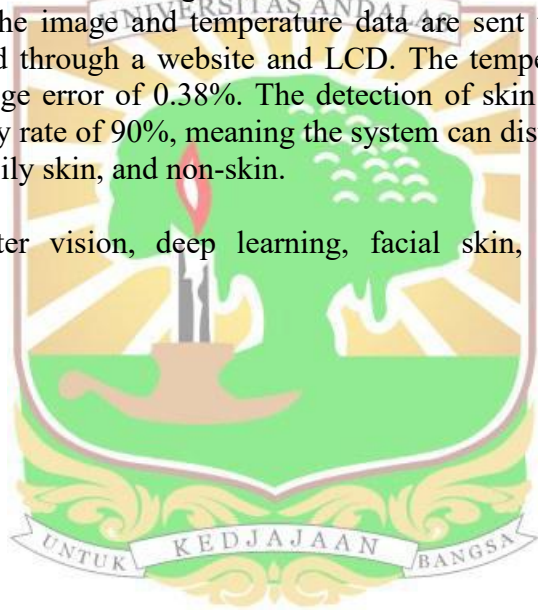 UNIVERSITAS ANDALAS
he image and temperature data are sent
d through a website and LCD. The tempe
ge error of 0.38%. The detection of skin
y rate of 90%, meaning the system can dis
ily skin, and non-skin.
ter vision, deep learning, facial skin,
UNTUK KEDJAJAAN BANGSA